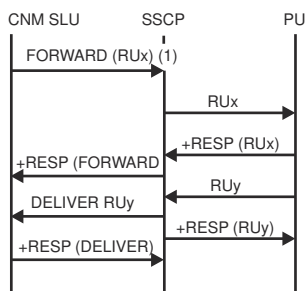 CNM SLU SSCP PU
FORWARD (RUx) (1)
RUx
+RESP (RUx)
+RESP (FORWARD
RUy
DELIVER RUy
+RESP (RUy)
+RESP (DELIVER)